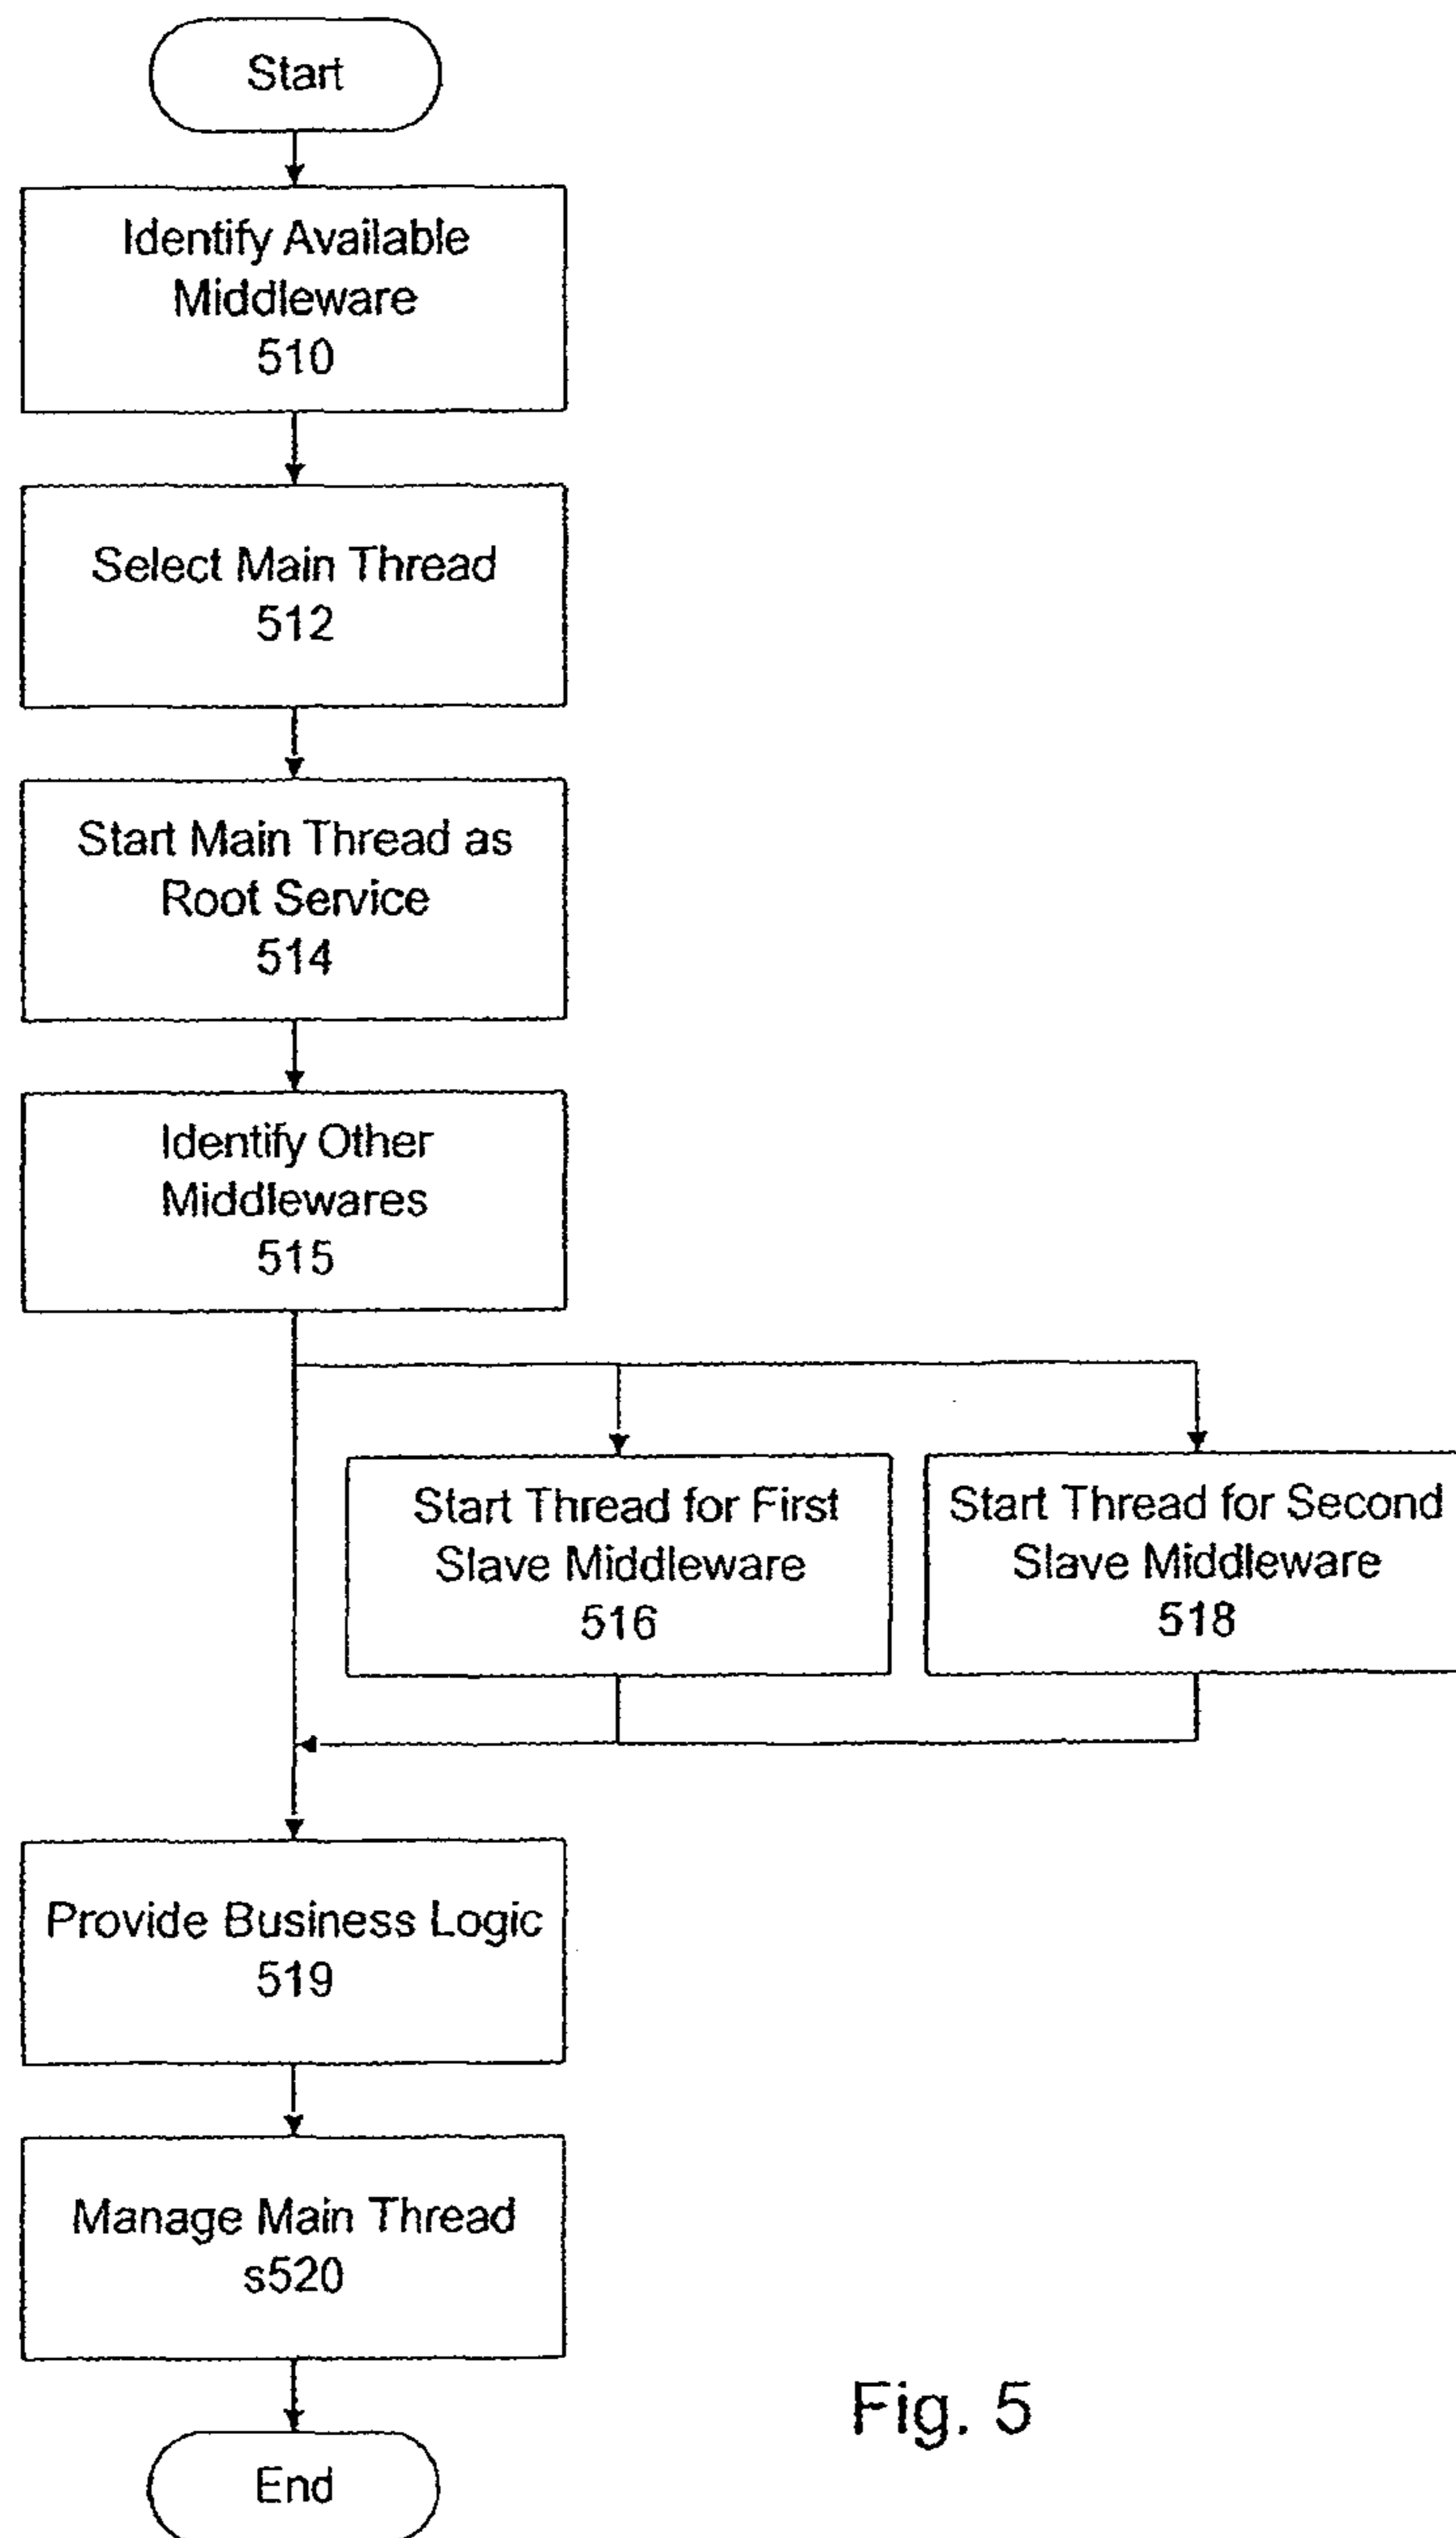 Start
Identify Available
Middleware
510
Select Main Thread
512
Start Main Thread as
Root Service
514
Identify Other
Middlewares
515
Start Thread for First
Slave Middleware
516
Start Thread for Second
Slave Middleware
518
Provide Business Logic
519
Manage Main Thread
s520
End
Fig. 5